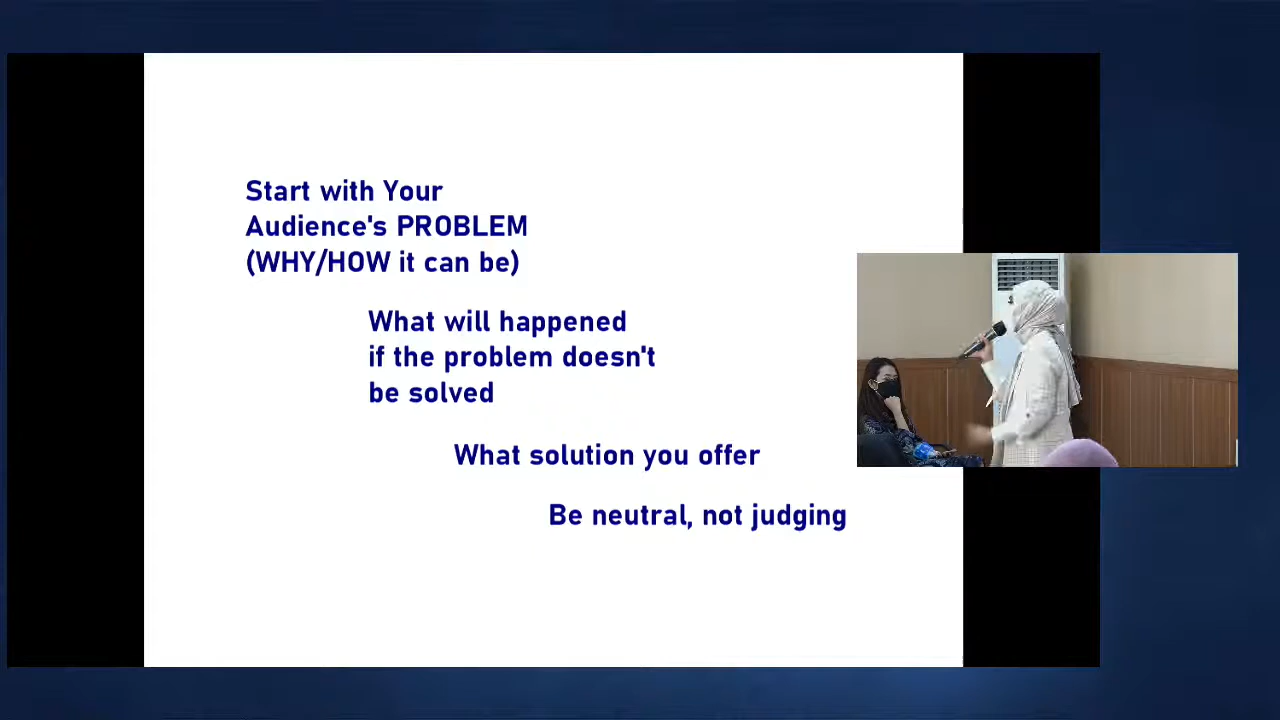 Start with Your
Audience's PROBLEM
(WHY/HOW it can be)
What will happened
if the problem doesn't
be solved
What solution you offer
Be neutral, not judging